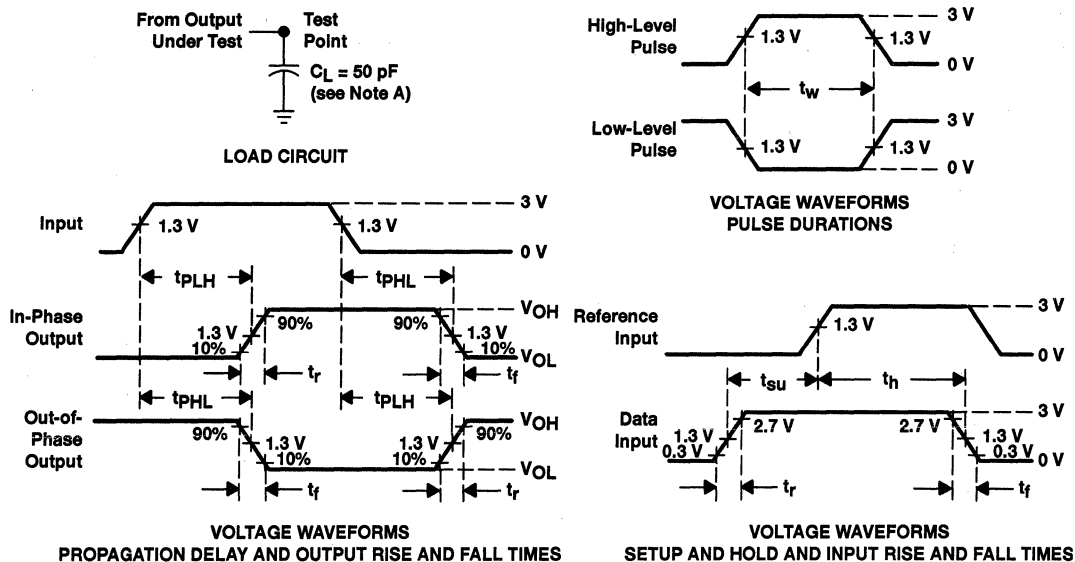 From Output
Under Test
Test
Point
CL = 50 pF
(see Note A)
LOAD CIRCUIT
High-Level
Pulse
1.3 V
1.3 V
3 V
0 V
tw
Low-Level
Pulse
1.3 V
1.3 V
3 V
0 V
VOLTAGE WAVEFORMS
PULSE DURATIONS
Input
1.3 V
1.3 V
3 V
0 V
tPLH
tPHL
In-Phase
Output
1.3 V
10%
90%
90%
1.3 V
10%
VOH
VOL
tr
tf
tPHL
tPLH
Out-of-
Phase
Output
90%
1.3 V
10%
1.3 V
10%
90%
VOH
VOL
tf
tr
VOLTAGE WAVEFORMS
PROPAGATION DELAY AND OUTPUT RISE AND FALL TIMES
Reference
Input
1.3 V
3 V
0 V
tsu
th
Data
Input
1.3 V
0.3 V
2.7 V
2.7 V
1.3 V
0.3 V
3 V
0 V
tr
tf
VOLTAGE WAVEFORMS
SETUP AND HOLD AND INPUT RISE AND FALL TIMES